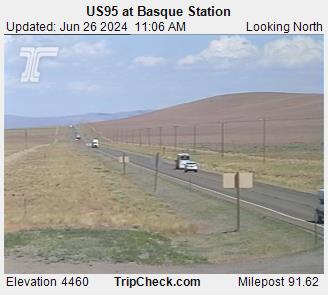 US95 at Basque Station
Updated: Jun 26 2024 11:06 AM Looking North
Elevation 4460 TripCheck.com Milepost 91.62